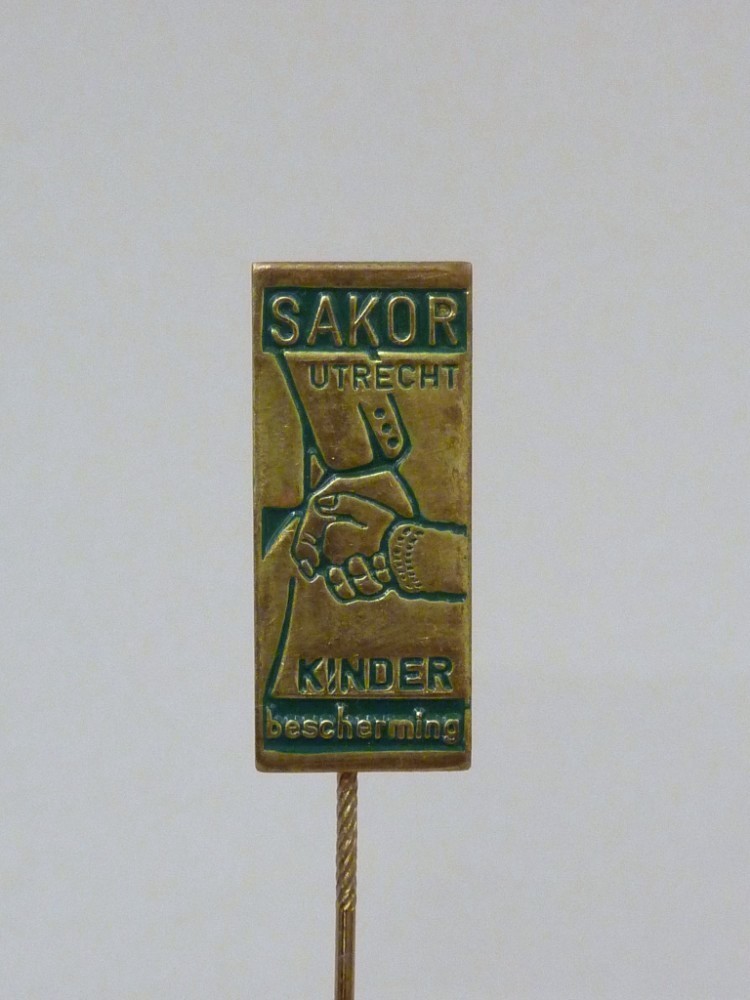 SAKOR
UTRECHT
KINDER
bescherming